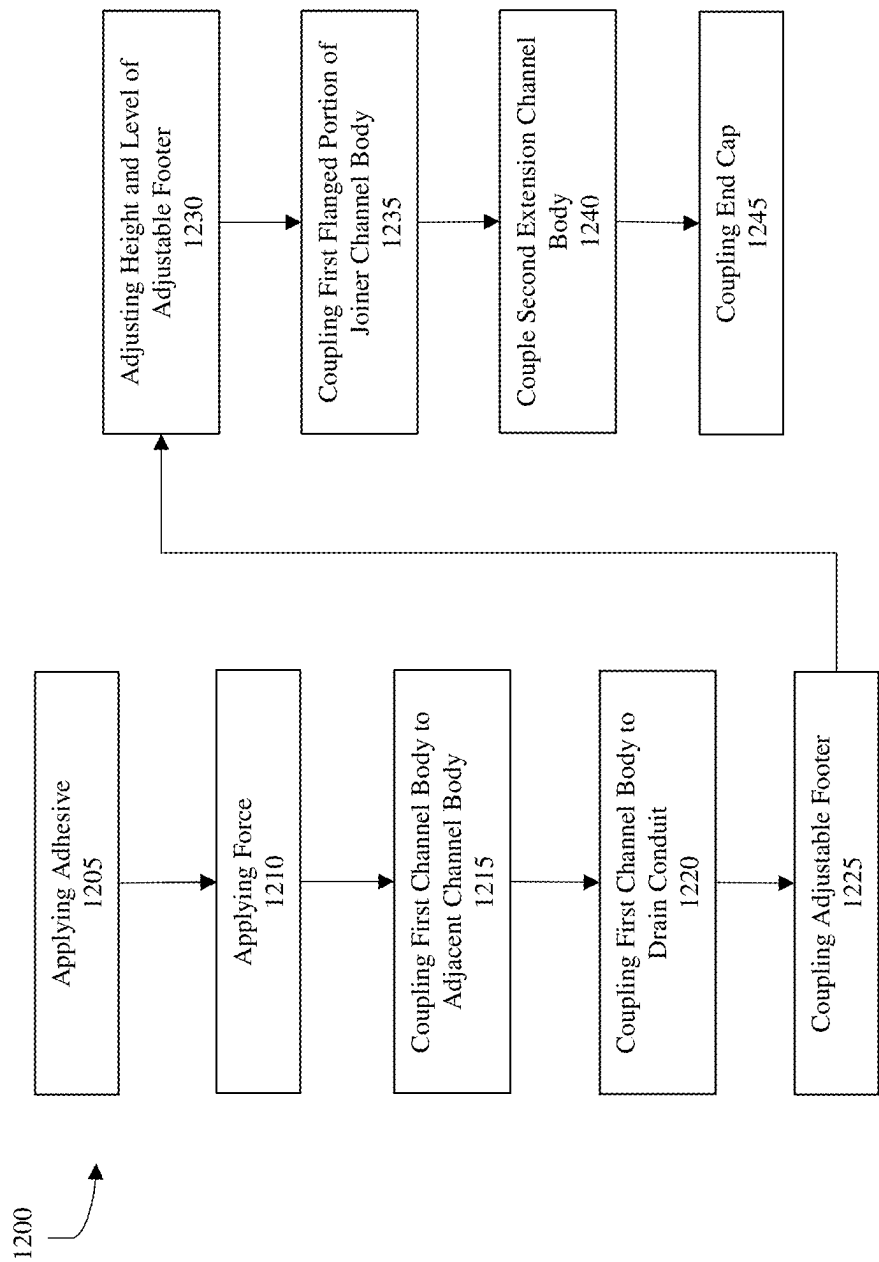 1200
Applying Adhesive
1205
Applying Force
1210
Coupling First Channel Body to
Adjacent Channel Body
1215
Coupling First Channel Body to
Drain Conduit
1220
Coupling Adjustable Footer
1225
Adjusting Height and Level of
Adjustable Footer
1230
Coupling First Flanged Portion of
Joiner Channel Body
1235
Couple Second Extension Channel
Body
1240
Coupling End Cap
1245